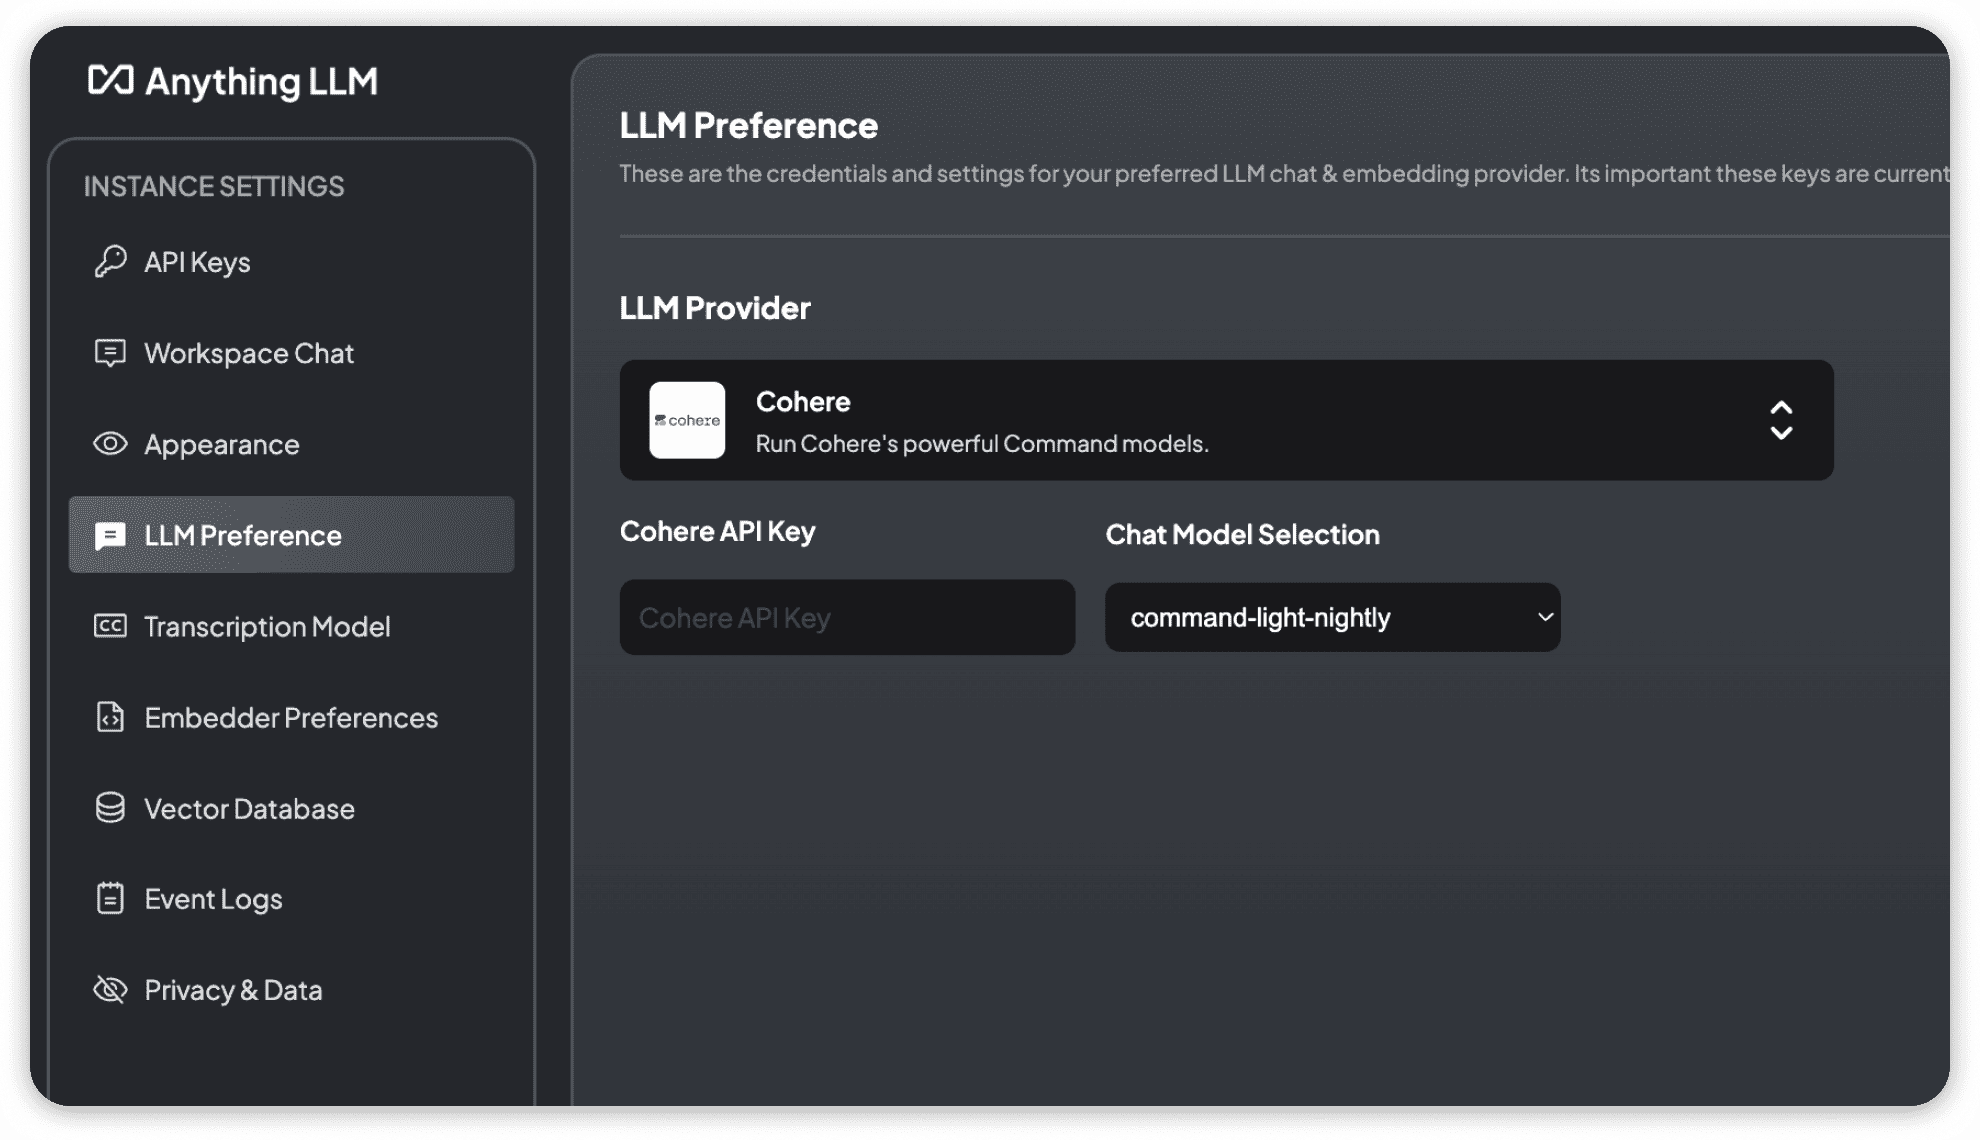 Anything LLM
INSTANCE SETTINGS
API Keys
Workspace Chat
Appearance
LLM Preference
Transcription Model
Embedder Preferences
Vector Database
Event Logs
Privacy & Data
LLM Preference
These are the credentials and settings for your preferred LLM chat & embedding provider. Its important these keys are current
LLM Provider
cohere
Cohere
Run Cohere's powerful Command models.
Cohere API Key
Chat Model Selection
Cohere API Key
command-light-nightly